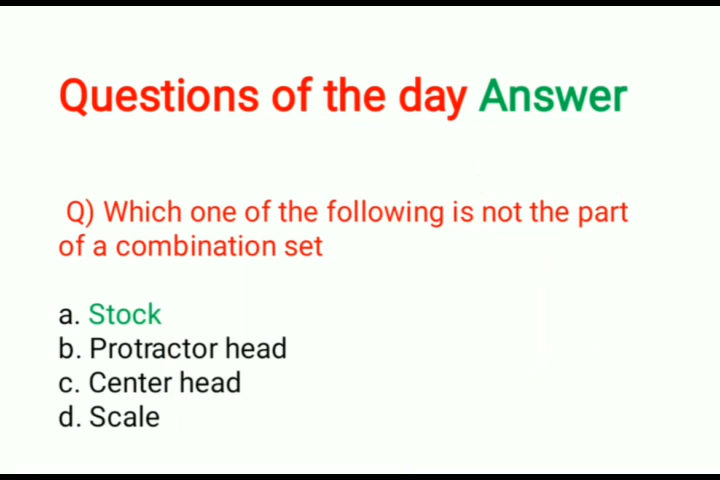 Questions of the day Answer
Q) Which one of the following is not the part
of a combination set
a. Stock
b. Protractor head
c. Center head
d. Scale